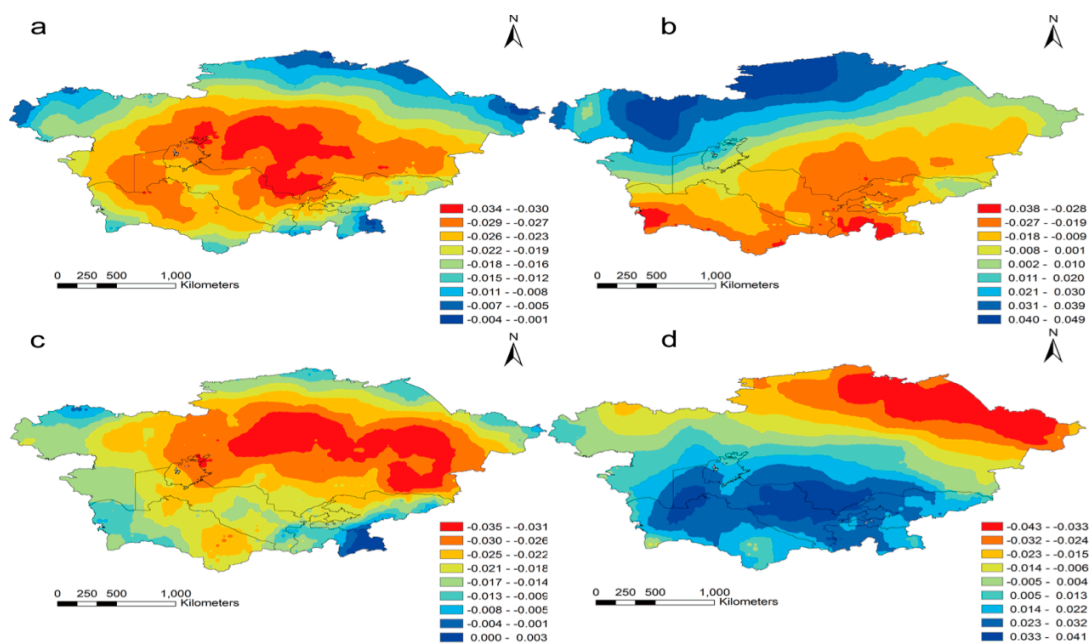 a
N
-0.034 - -0.030
-0.029 - -0.027
-0.026 - -0.023
-0.022 - -0.019
-0.018 - -0.016
-0.015 - -0.012
-0.011 - -0.008
-0.007 - -0.005
-0.004 - -0.001
0 250 500 1,000
Kilometers
b
N
-0.038 - -0.028
-0.027 - -0.019
-0.018 - -0.009
-0.008 - 0.001
0.002 - 0.010
0.011 - 0.020
0.021 - 0.030
0.031 - 0.039
0.040 - 0.049
0 250 500 1,000
Kilometers
c
N
-0.035 - -0.031
-0.030 - -0.026
-0.025 - -0.022
-0.021 - -0.018
-0.017 - -0.014
-0.013 - -0.009
-0.008 - -0.005
-0.004 - -0.001
0.000 - 0.003
0 250 500 1,000
Kilometers
d
N
-0.043 - -0.033
-0.032 - -0.024
-0.023 - -0.015
-0.014 - -0.006
-0.005 - 0.004
0.005 - 0.013
0.014 - 0.022
0.023 - 0.032
0.033 - 0.041
0 250 500 1,000
Kilometers